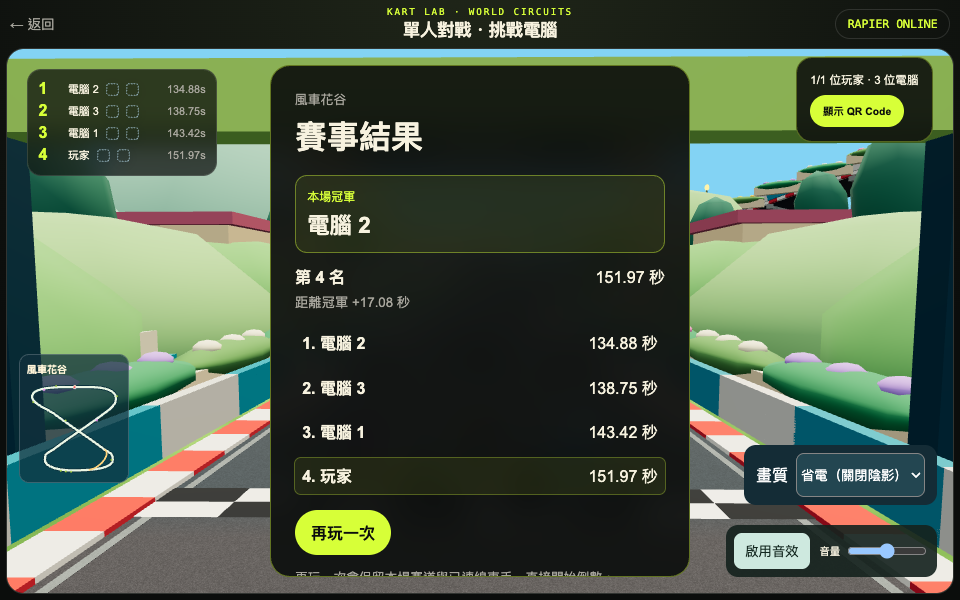 ← 返回
KART LAB · WORLD CIRCUITS
單人對戰 · 挑戰電腦
RAPIER ONLINE
1 電腦 2 134.88s
2 電腦 3 138.75s
3 電腦 1 143.42s
4 玩家 151.97s
1/1 位玩家 · 3 位電腦
顯示 QR Code
風車花谷
賽事結果
本場冠軍
電腦 2
第 4 名 151.97 秒
距離冠軍 +17.08 秒
1. 電腦 2 134.88 秒
2. 電腦 3 138.75 秒
3. 電腦 1 143.42 秒
4. 玩家 151.97 秒
再玩一次
風車花谷
畫質 省電（關閉陰影）
啟用音效 音量